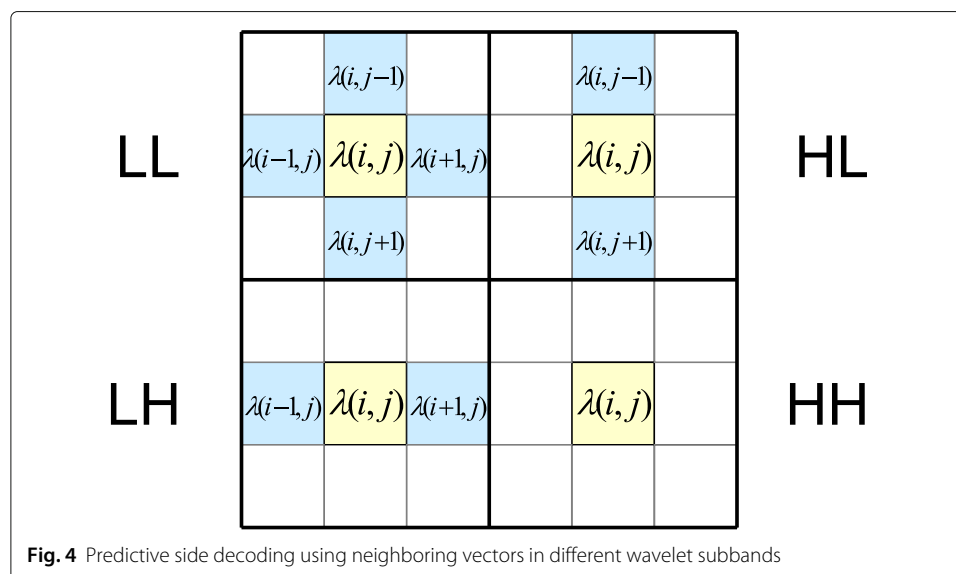 λ(i, j−1) λ(i, j−1)
LL λ(i−1, j) λ(i, j) λ(i+1, j) λ(i, j) HL
λ(i, j+1) λ(i, j+1)
LH λ(i−1, j) λ(i, j) λ(i+1, j) λ(i, j) HH
Fig. 4 Predictive side decoding using neighboring vectors in different wavelet subbands